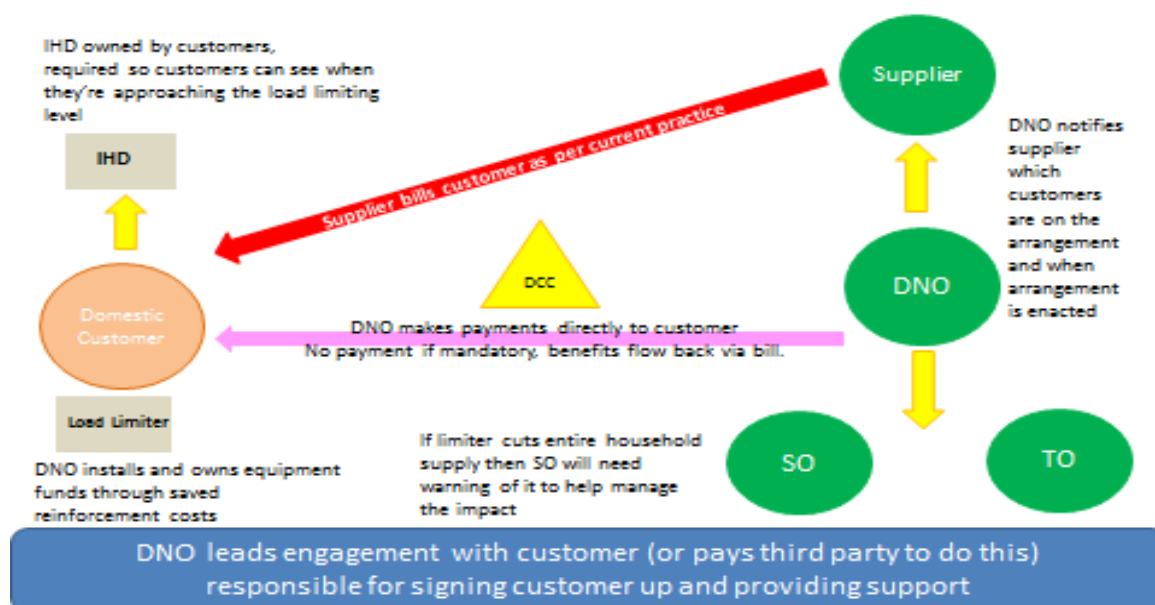 IHD owned by customers,
required so customers can see when
they're approaching the load limiting
level
IHD
Supplier
Supplier bills customer as per current practice
DNO notifies
supplier
which
customers
are on the
arrangement
and when
arrangement
is enacted
DCC
DNO
Domestic
Customer
DNO makes payments directly to customer
No payment if mandatory, benefits flow back via bill.
Load Limiter
DNO installs and owns equipment
funds through saved
reinforcement costs
If limiter cuts entire household
supply then SO will need
warning of it to help manage
the impact
SO
TO
DNO leads engagement with customer (or pays third party to do this)
responsible for signing customer up and providing support